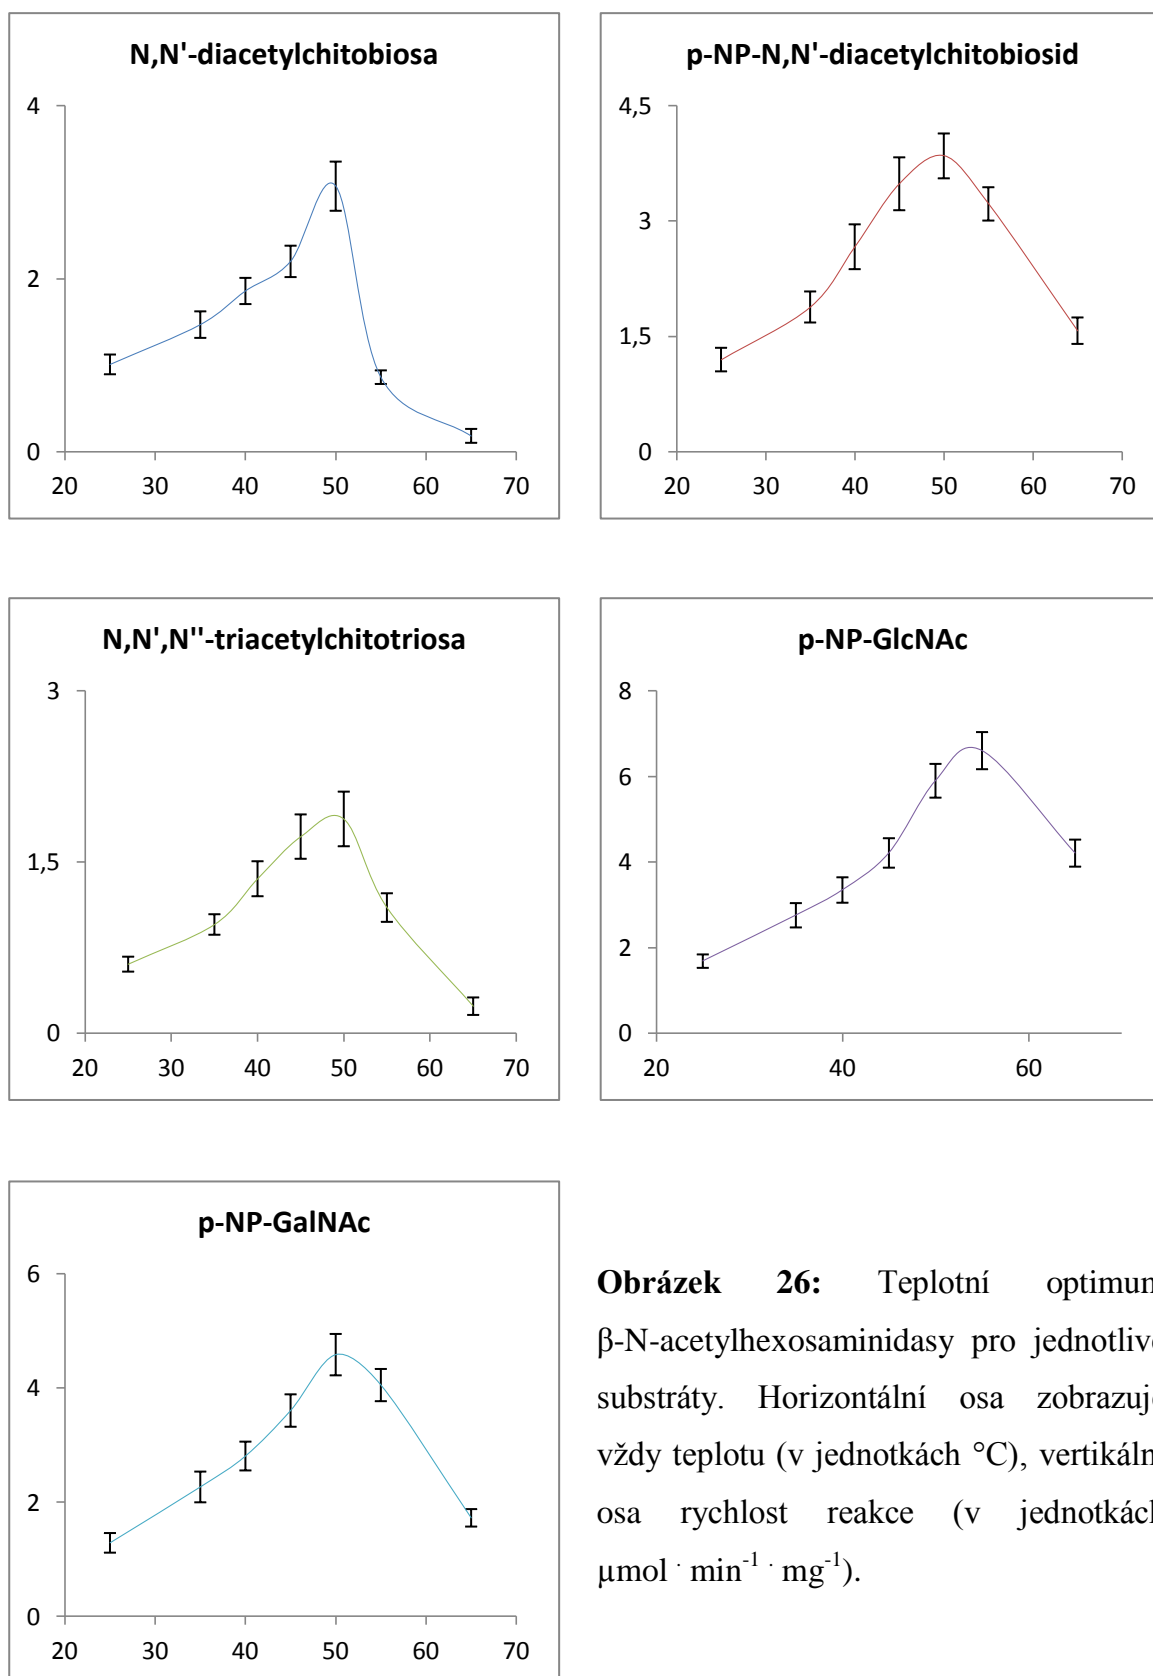 N,N'-diacetylchitobiosa
4
2
0
20 30 40 50 60 70
p-NP-N,N'-diacetylchitobiosid
4,5
3
1,5
0
20 30 40 50 60 70
N,N',N''-triacetylchitotriosa
3
1,5
0
20 30 40 50 60 70
p-NP-GlcNAc
8
6
4
2
0
20 40 60
p-NP-GalNAc
6
4
2
0
20 30 40 50 60 70
Obrázek 26: Teplotní optimum
β-N-acetylhexosaminidasy pro jednotlivé
substráty. Horizontální osa zobrazuje
vždy teplotu (v jednotkách °C), vertikální
osa rychlost reakce (v jednotkách
µmol · min⁻¹ · mg⁻¹).